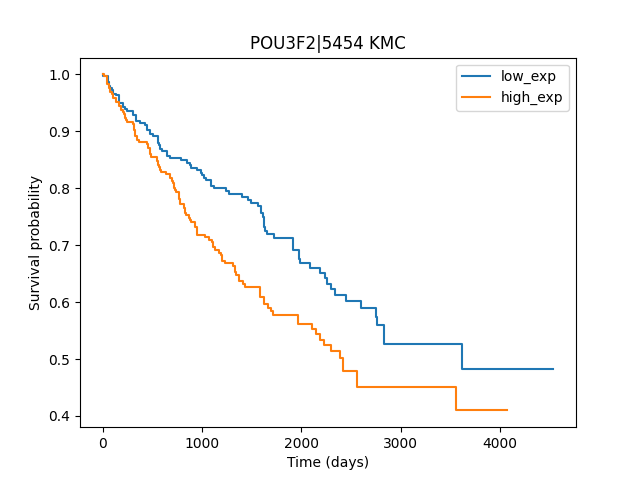 POU3F2|5454 KMC
low_exp
high_exp
Survival probability
1.0
0.9
0.8
0.7
0.6
0.5
0.4
0
1000
2000
3000
4000
Time (days)